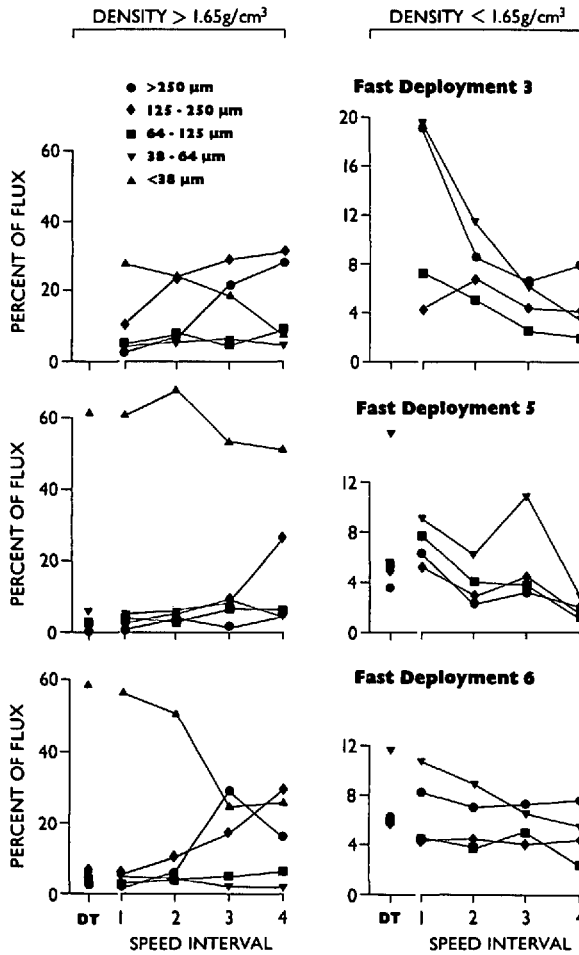 DENSITY > 1.65g/cm³
DENSITY < 1.65g/cm³
>250 µm
125 - 250 µm
64 - 125 µm
38 - 64 µm
<38 µm
Fast Deployment 3
PERCENT OF FLUX
60
40
20
0
20
16
12
8
4
0
Fast Deployment 5
PERCENT OF FLUX
60
40
20
0
12
8
4
0
Fast Deployment 6
PERCENT OF FLUX
60
40
20
0
12
8
4
0
DT 1 2 3 4
SPEED INTERVAL
DT 1 2 3 4
SPEED INTERVAL